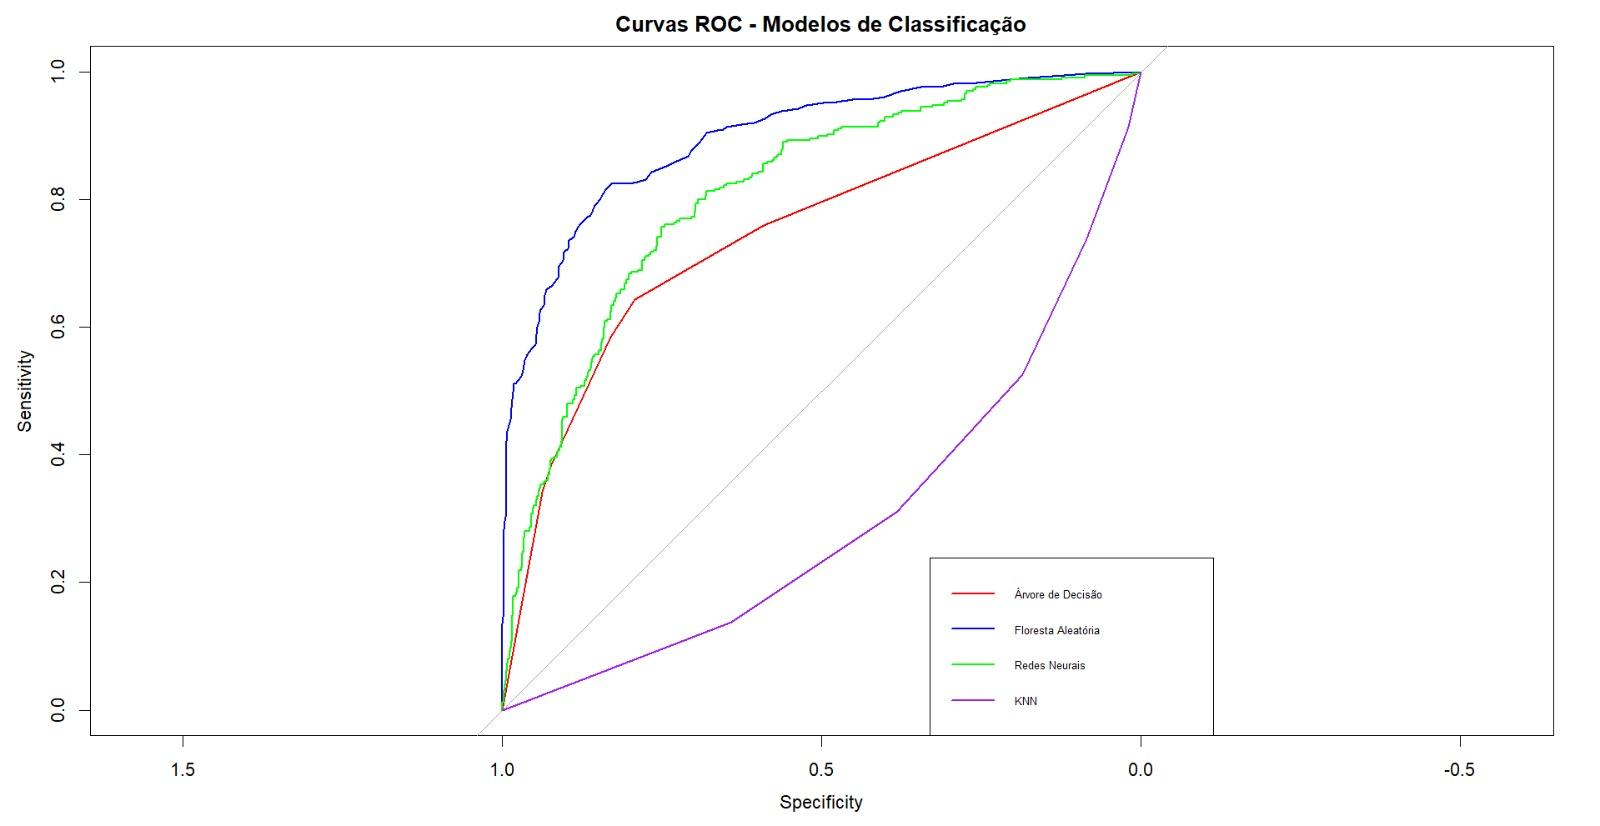 Curvas ROC - Modelos de Classificação
1.0
0.8
0.6
0.4
0.2
0.0
Sensitivity
Árvore de Decisão
Floresta Aleatória
Redes Neurais
KNN
1.5 1.0 0.5 0.0 -0.5
Specificity